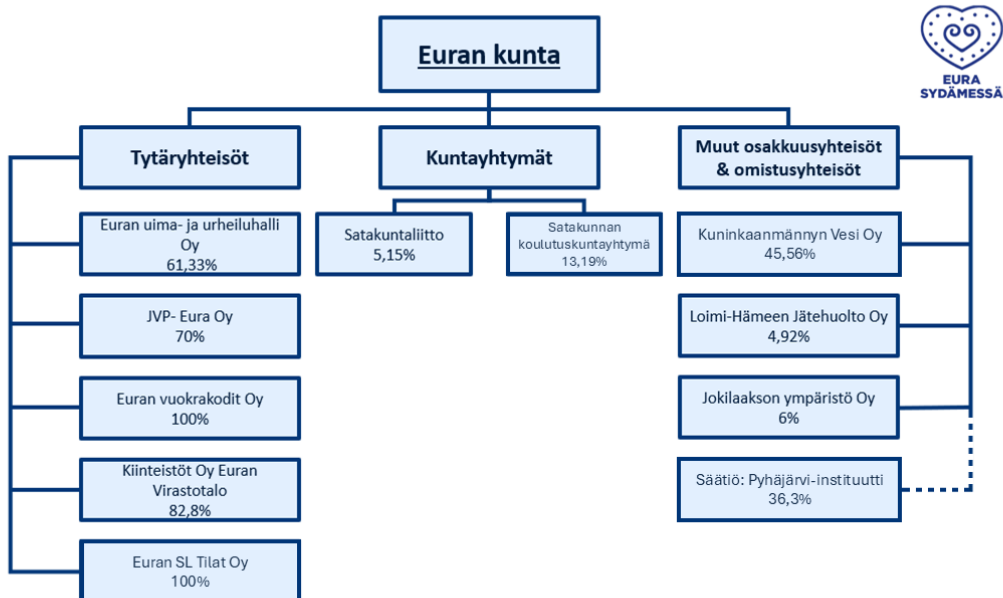 Euran kunta
EURA
SYDÄMESSÄ
Tytäryhteisöt
Euran uima- ja urheiluhalli
Oy
61,33%
JVP- Eura Oy
70%
Euran vuokrakodit Oy
100%
Kiinteistöt Oy Euran
Virastotalo
82,8%
Euran SL Tilat Oy
100%
Kuntayhtymät
Satakuntaliitto
5,15%
Satakunnan
koulutuskuntayhtymä
13,19%
Muut osakkuusyhteisöt
& omistusyhteisöt
Kuninkaanmännyn Vesi Oy
45,56%
Loimi-Hämeen Jätehuolto Oy
4,92%
Jokilaakson ympäristö Oy
6%
Säätiö: Pyhäjärvi-instituutti
36,3%